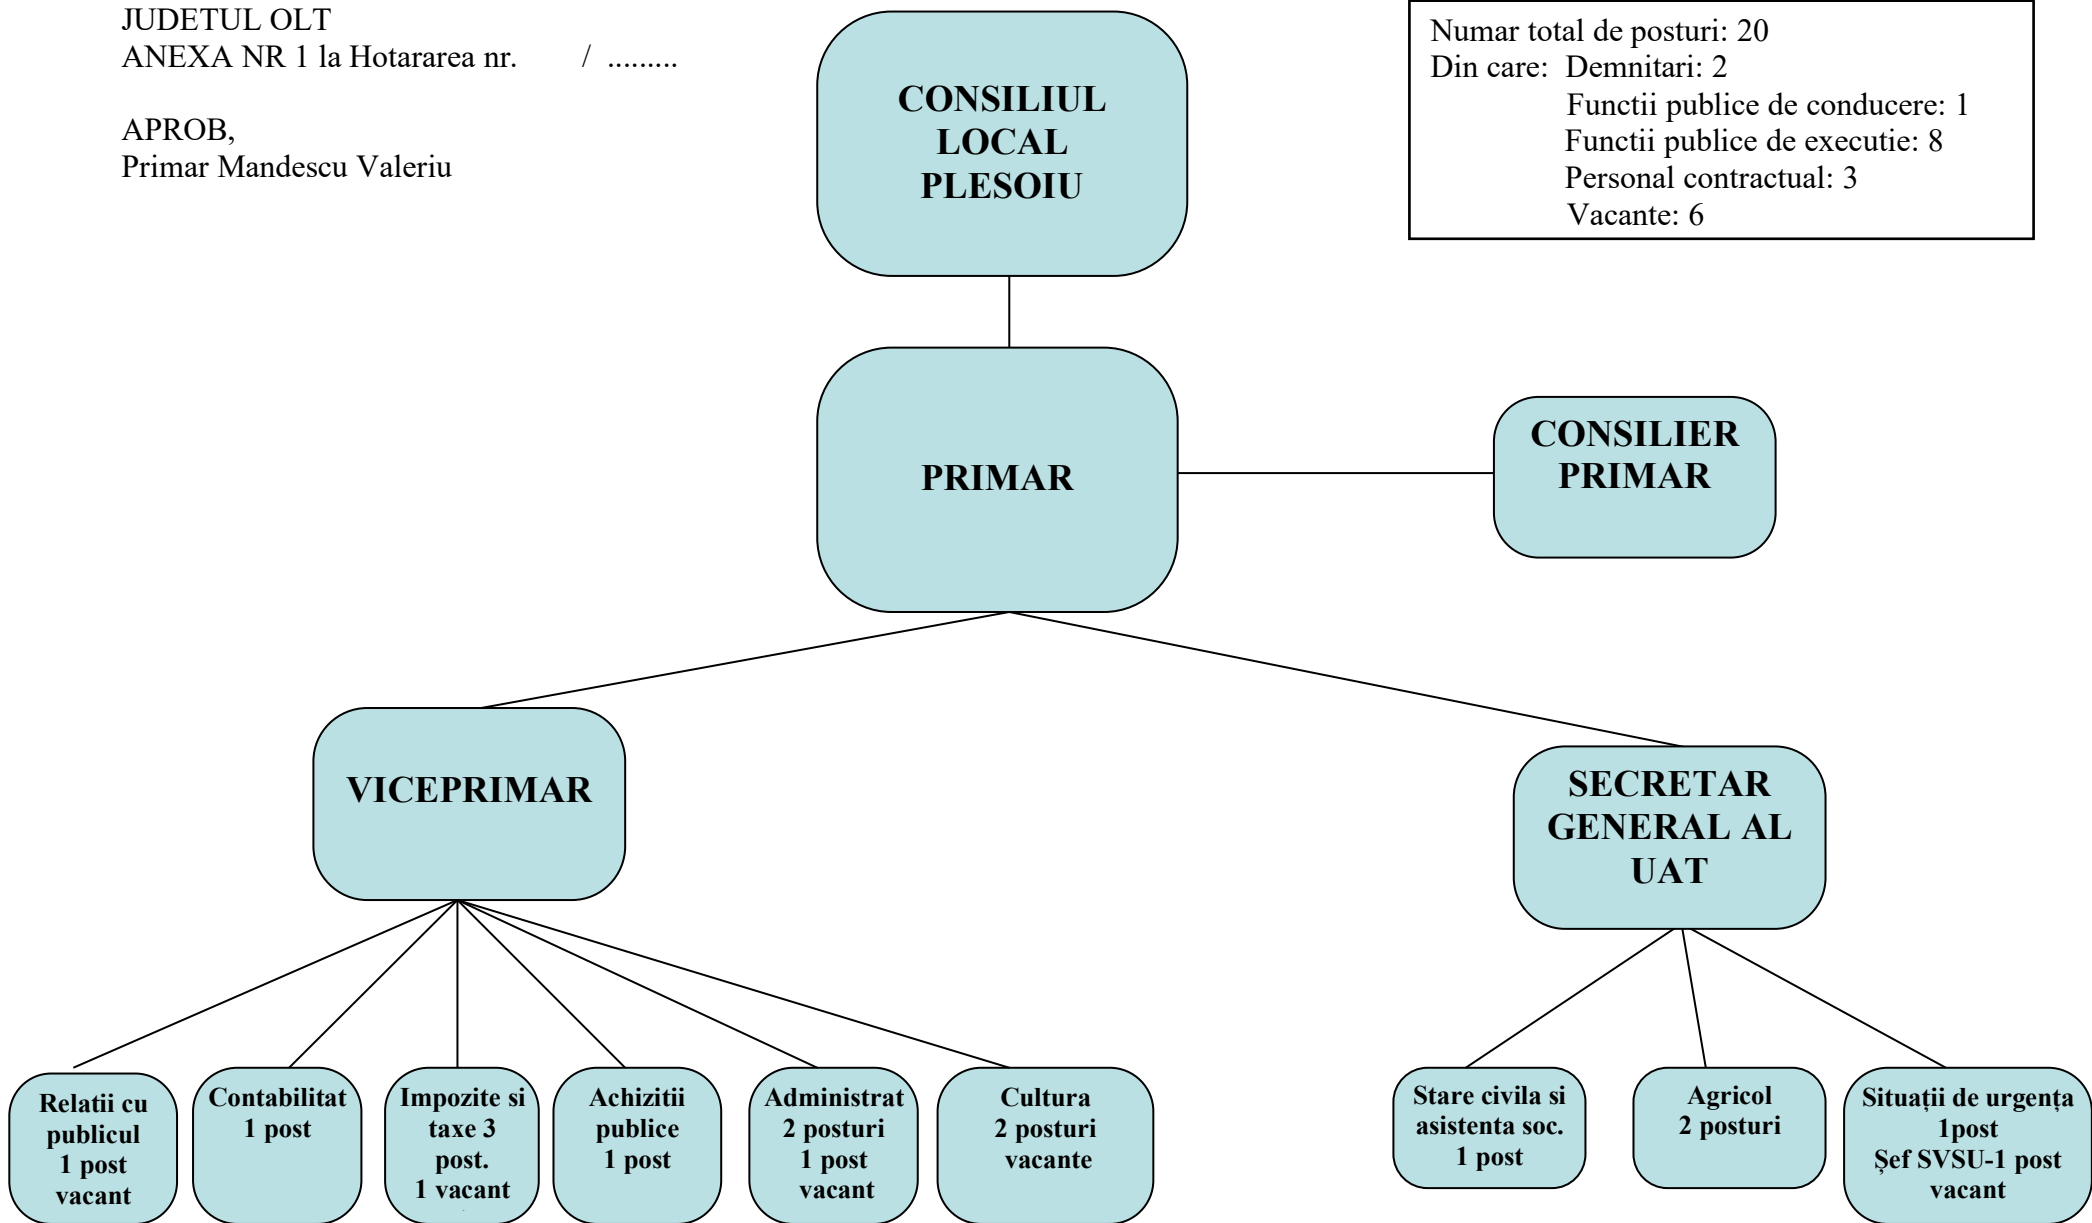 JUDETUL OLT
ANEXA NR 1 la Hotararea nr. / .........
APROB,
Primar Mandescu Valeriu
CONSILIUL
LOCAL
PLESOIU
Numar total de posturi: 20
Din care: Demnitari: 2
Functii publice de conducere: 1
Functii publice de executie: 8
Personal contractual: 3
Vacante: 6
PRIMAR
CONSILIER
PRIMAR
VICEPRIMAR
SECRETAR
GENERAL AL
UAT
Relatii cu
publicul
1 post
vacant
Contabilitat
1 post
Impozite si
taxe 3
post.
1 vacant
Achizitii
publice
1 post
Administrat
2 posturi
1 post
vacant
Cultura
2 posturi
vacante
Stare civila si
asistenta soc.
1 post
Agricol
2 posturi
Situații de urgența
1post
Șef SVSU-1 post
vacant